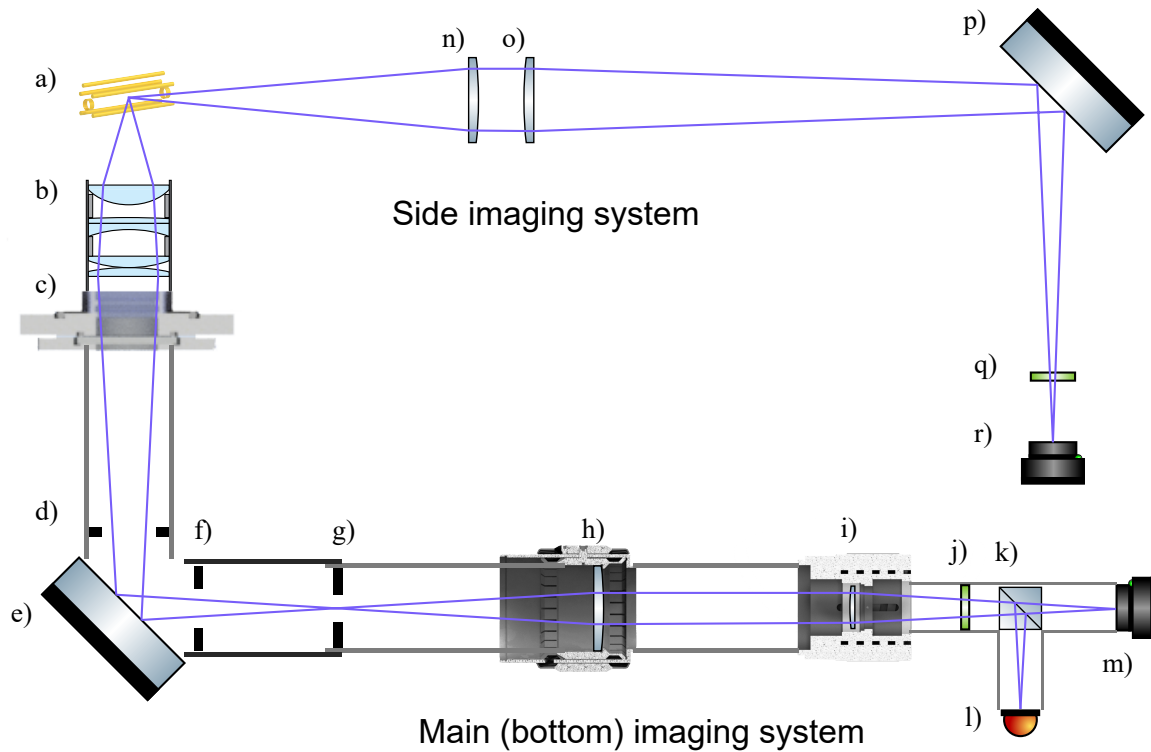 n) o) p)
a)
b)
Side imaging system
c)
q)
r)
d) f) g) h) i) j) k)
e)
m)
l)
Main (bottom) imaging system